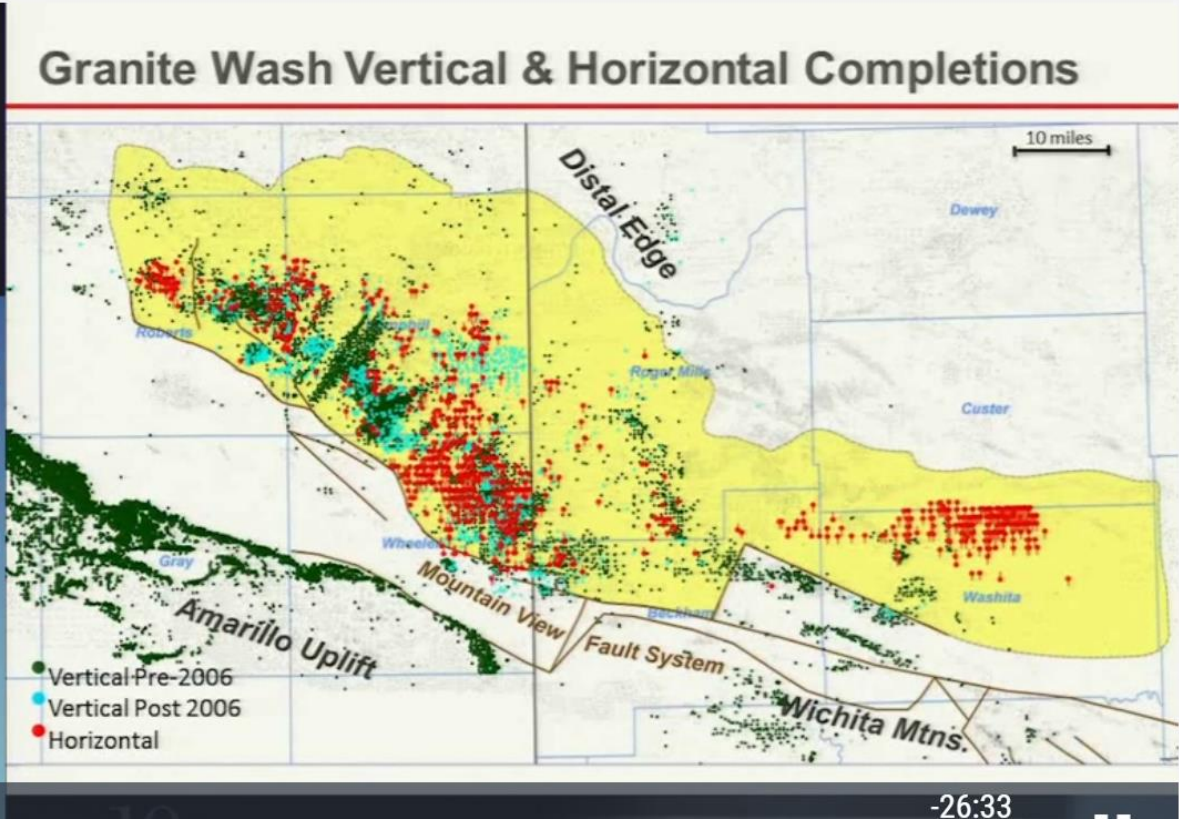 Granite Wash Vertical & Horizontal Completions
10 miles
Distal Edge
Dewey
Roberts
Roger Mills
Custer
Wheeler
Gray
Mountain View
Fault System
Beckham
Washita
Amarillo Uplift
Wichita Mtns.
Vertical Pre-2006
Vertical Post 2006
Horizontal
-26:33